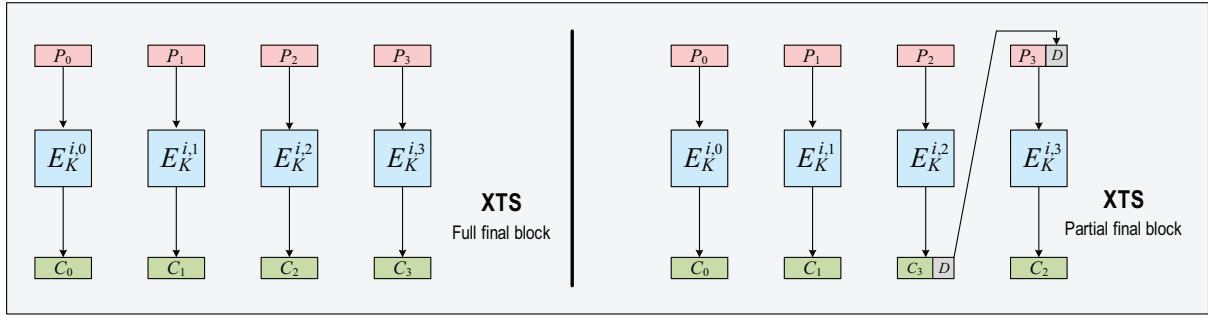 P₀ P₁ P₂ P₃ P₀ P₁ P₂ P₃ D
E_K^{i,0} E_K^{i,1} E_K^{i,2} E_K^{i,3} E_K^{i,0} E_K^{i,1} E_K^{i,2} E_K^{i,3}
XTS XTS
Full final block Partial final block
C₀ C₁ C₂ C₃ C₀ C₁ C₃ D C₂